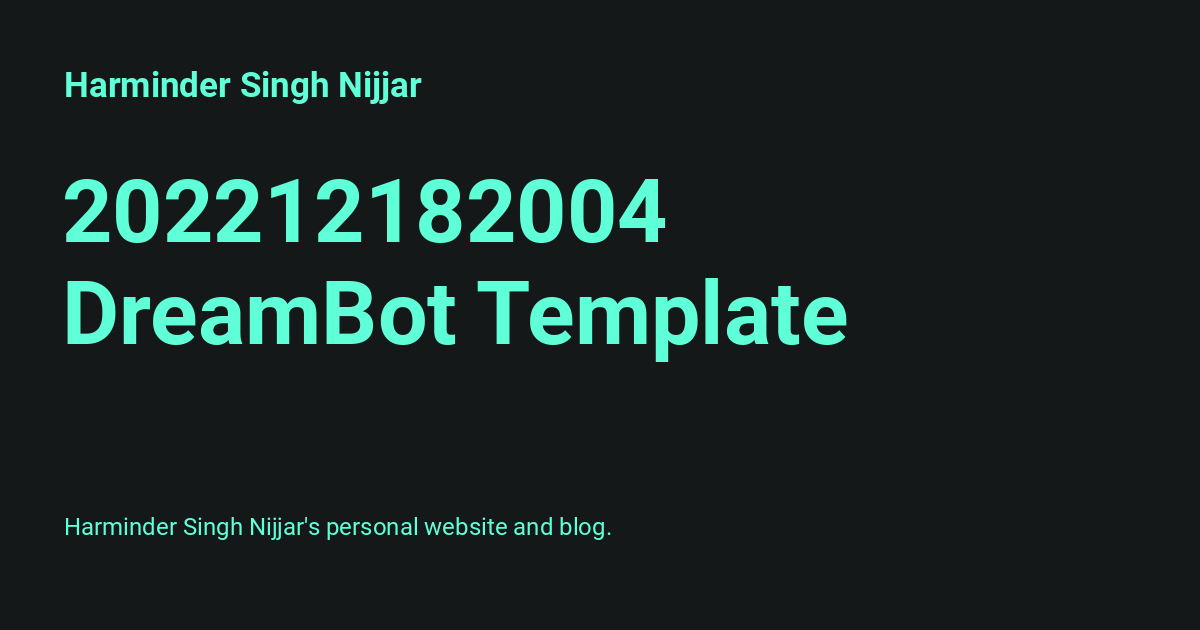 Harminder Singh Nijjar
202212182004
DreamBot Template
Harminder Singh Nijjar's personal website and blog.